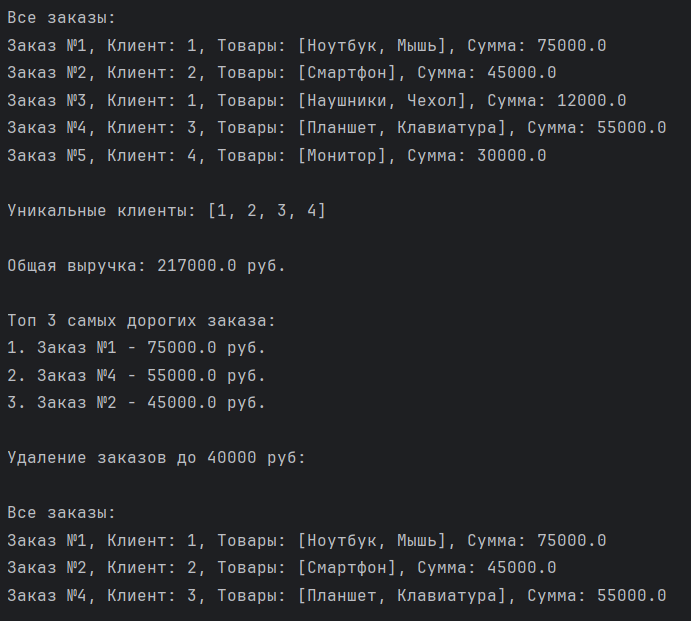 Все заказы:
Заказ №1, Клиент: 1, Товары: [Ноутбук, Мышь], Сумма: 75000.0
Заказ №2, Клиент: 2, Товары: [Смартфон], Сумма: 45000.0
Заказ №3, Клиент: 1, Товары: [Наушники, Чехол], Сумма: 12000.0
Заказ №4, Клиент: 3, Товары: [Планшет, Клавиатура], Сумма: 55000.0
Заказ №5, Клиент: 4, Товары: [Монитор], Сумма: 30000.0
Уникальные клиенты: [1, 2, 3, 4]
Общая выручка: 217000.0 руб.
Топ 3 самых дорогих заказа:
1. Заказ №1 - 75000.0 руб.
2. Заказ №4 - 55000.0 руб.
3. Заказ №2 - 45000.0 руб.
Удаление заказов до 40000 руб:
Все заказы:
Заказ №1, Клиент: 1, Товары: [Ноутбук, Мышь], Сумма: 75000.0
Заказ №2, Клиент: 2, Товары: [Смартфон], Сумма: 45000.0
Заказ №4, Клиент: 3, Товары: [Планшет, Клавиатура], Сумма: 55000.0